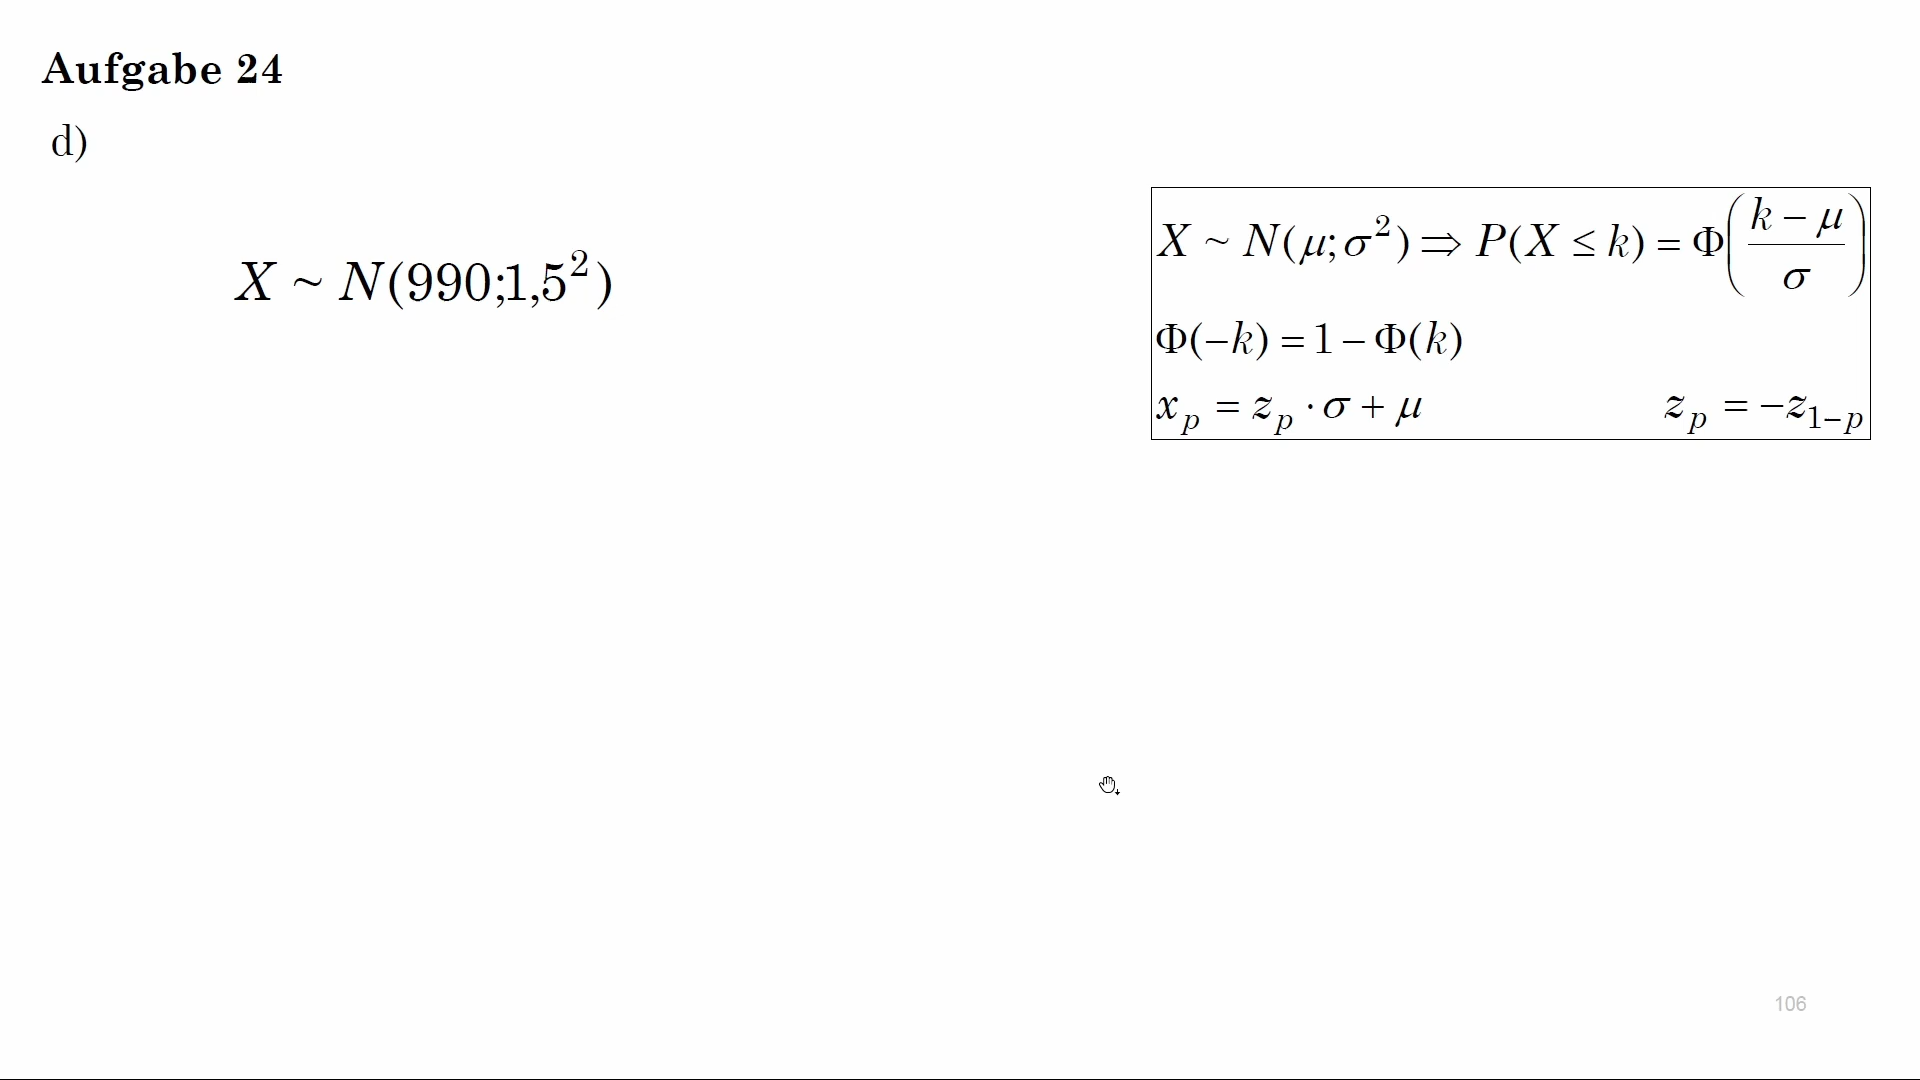 Aufgabe 24
d)
X ~ N(990;1,5²)
X ~ N(μ;σ²) ⇒ P(X ≤ k) = Φ((k − μ)/σ)
Φ(−k) = 1 − Φ(k)
x_p = z_p · σ + μ z_p = −z_{1−p}
106